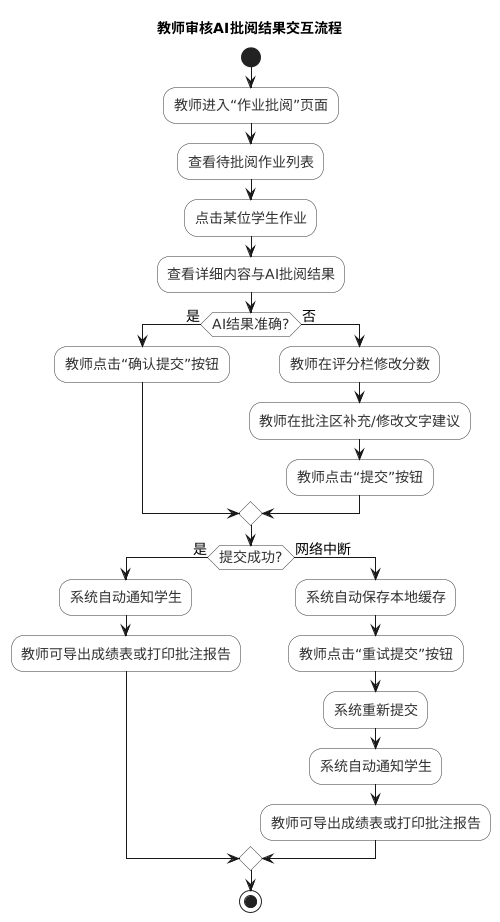 教师审核AI批阅结果交互流程
教师进入“作业批阅”页面
查看待批阅作业列表
点击某位学生作业
查看详细内容与AI批阅结果
是
AI结果准确?
否
教师点击“确认提交”按钮
教师在评分栏修改分数
教师在批注区补充/修改文字建议
教师点击“提交”按钮
是
提交成功?
网络中断
系统自动通知学生
系统自动保存本地缓存
教师可导出成绩表或打印批注报告
教师点击“重试提交”按钮
系统重新提交
系统自动通知学生
教师可导出成绩表或打印批注报告